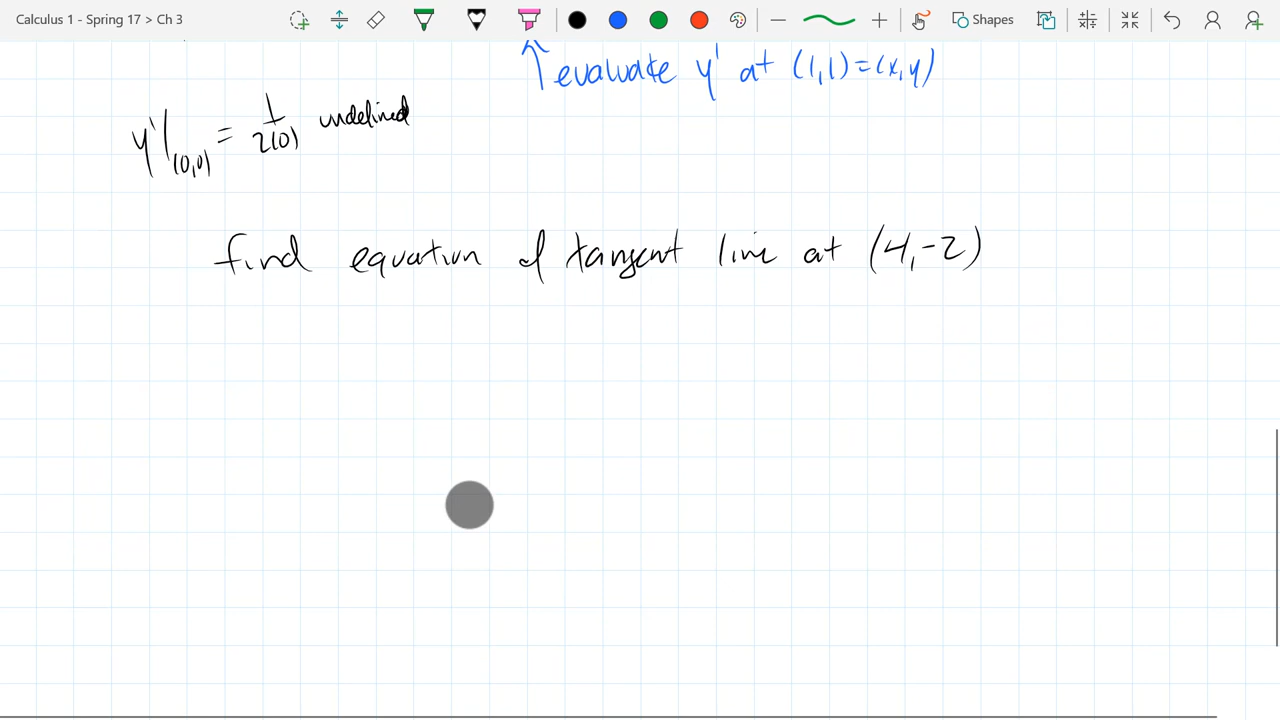 Calculus 1 - Spring 17 > Ch 3
Shapes
evaluate y' at (1,1)=(x,y)
y'|(0,0) = 1/2(0) undefined
find equation of tangent line at (4,-2)